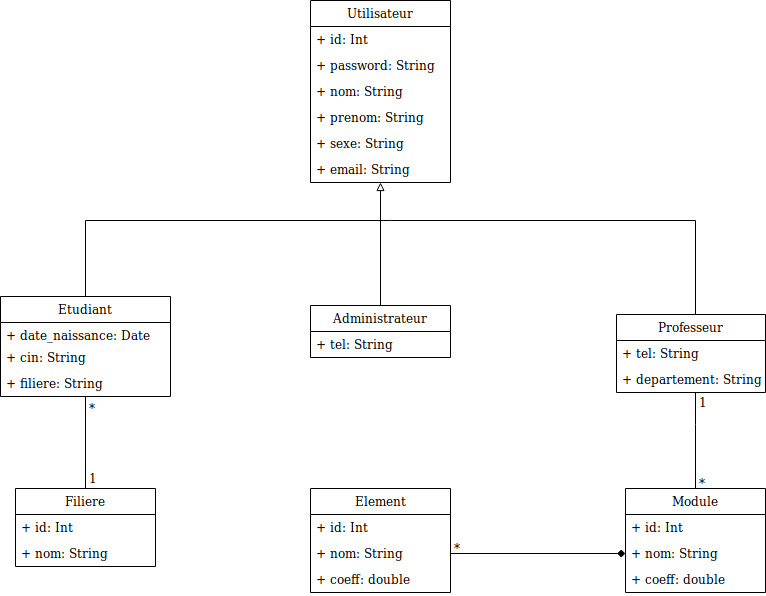 Utilisateur
+ id: Int
+ password: String
+ nom: String
+ prenom: String
+ sexe: String
+ email: String
Etudiant
+ date_naissance: Date
+ cin: String
+ filiere: String
Administrateur
+ tel: String
Professeur
+ tel: String
+ departement: String
*
1
1
*
Filiere
+ id: Int
+ nom: String
Element
+ id: Int
+ nom: String
+ coeff: double
*
Module
+ id: Int
+ nom: String
+ coeff: double